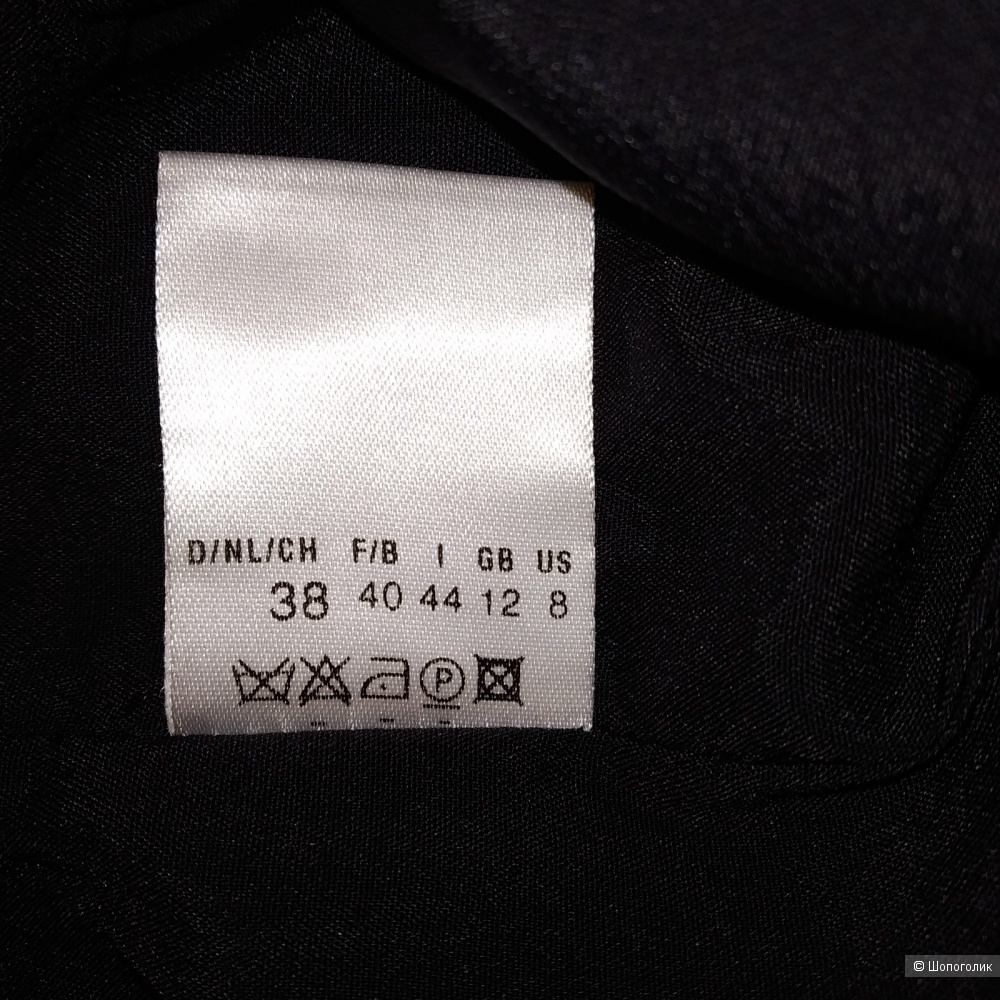 D/NL/CH F/B I GB US
38 40 44 12 8
P
© Шопоголик